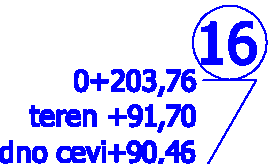 16
0+203,76
teren +91,70
dno cevi+90,46